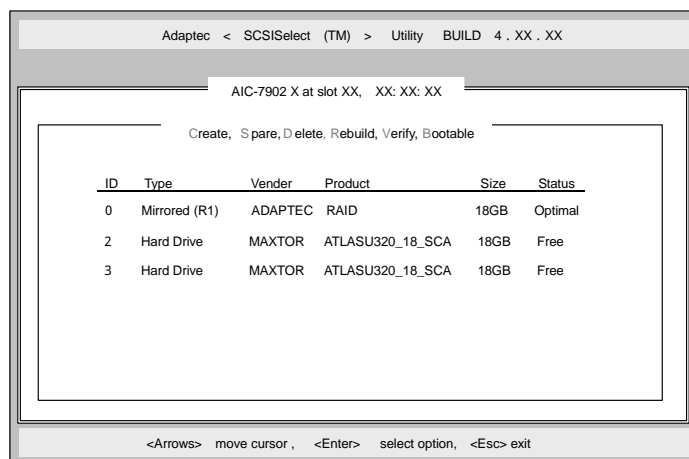 Adaptec < SCSISelect (TM) > Utility BUILD 4 . XX . XX
AIC-7902 X at slot XX, XX: XX: XX
Create, Spare, Delete, Rebuild, Verify, Bootable
ID Type Vender Product Size Status
0 Mirrored (R1) ADAPTEC RAID 18GB Optimal
2 Hard Drive MAXTOR ATLASU320_18_SCA 18GB Free
3 Hard Drive MAXTOR ATLASU320_18_SCA 18GB Free
<Arrows> move cursor , <Enter> select option, <Esc> exit